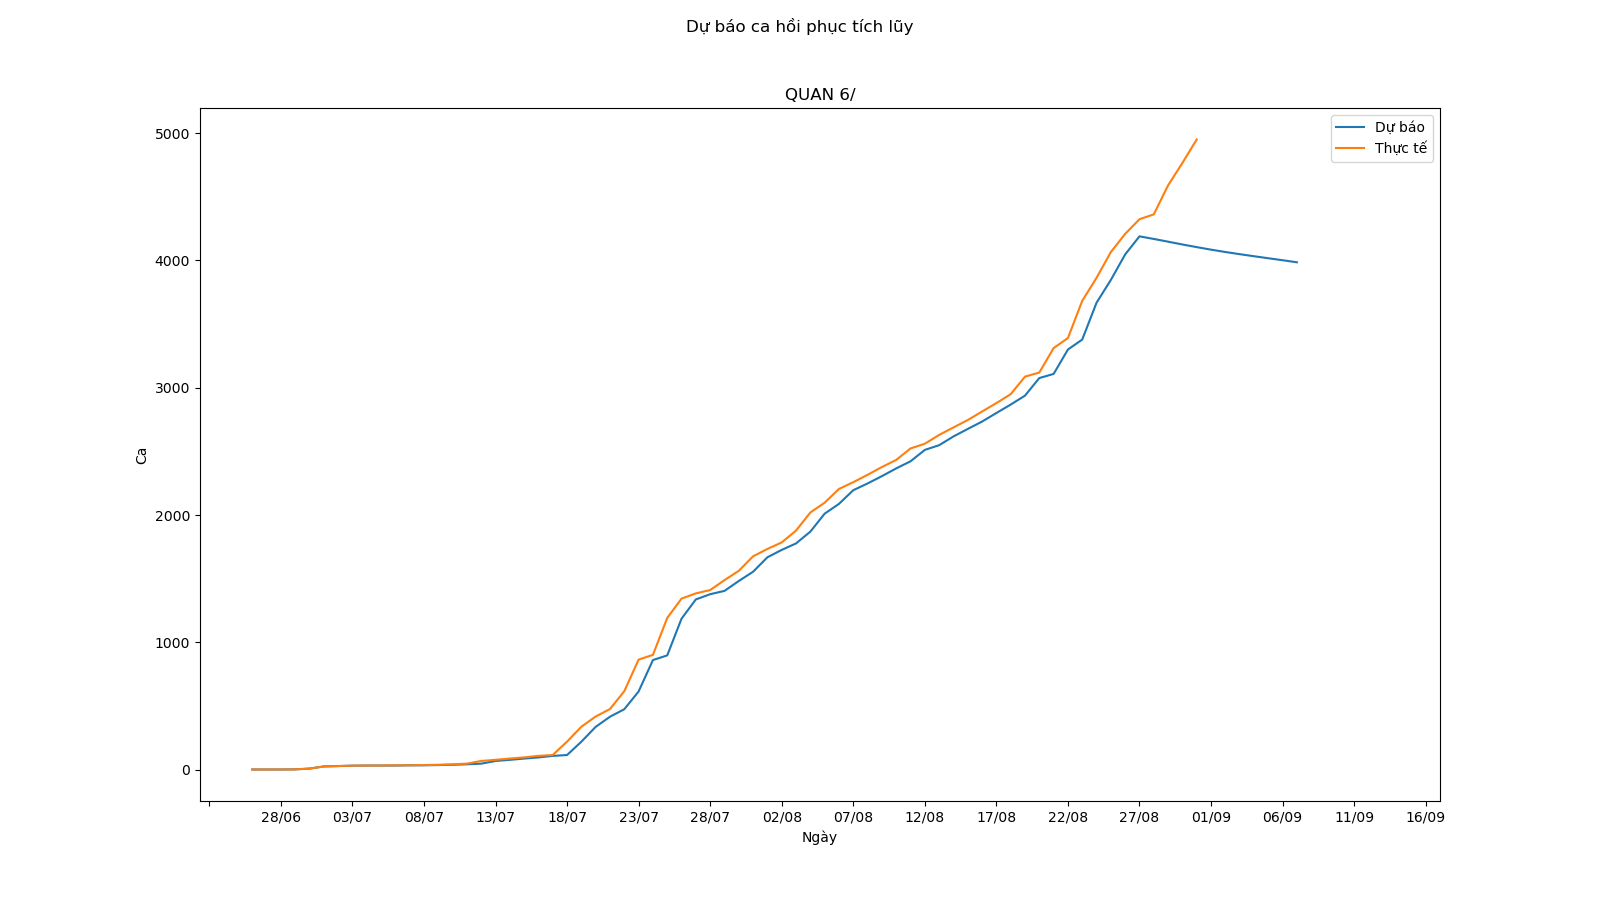 Dự báo ca hồi phục tích lũy
QUAN 6/
Dự báo
Thực tế
5000
4000
3000
2000
1000
0
Ca
28/06 03/07 08/07 13/07 18/07 23/07 28/07 02/08 07/08 12/08 17/08 22/08 27/08 01/09 06/09 11/09 16/09
Ngày